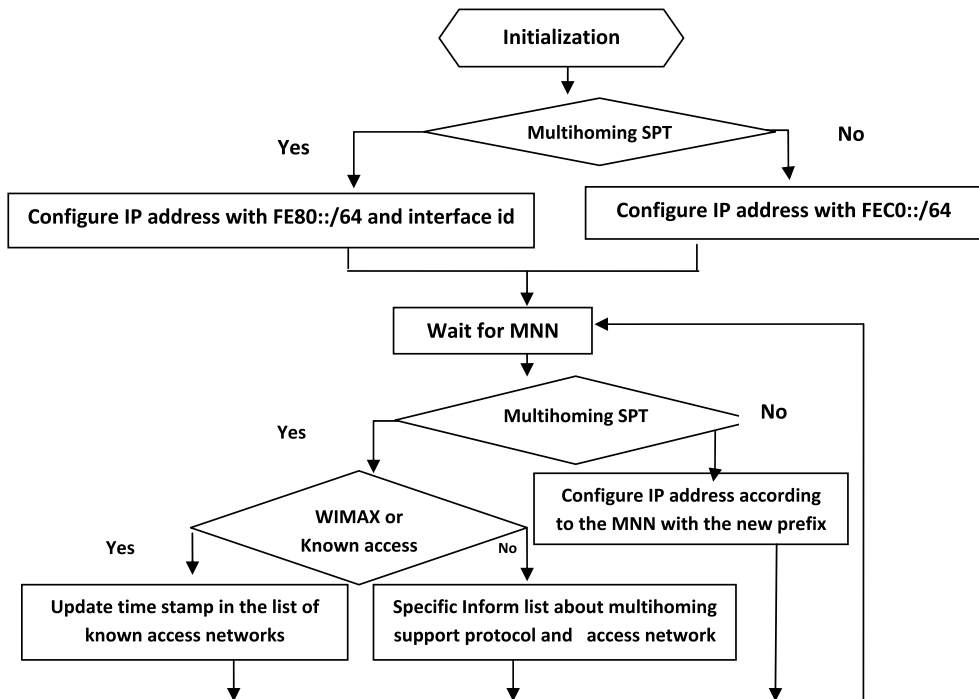 Initialization
Multihoming SPT
Yes
No
Configure IP address with FE80::/64 and interface id
Configure IP address with FEC0::/64
Wait for MNN
Multihoming SPT
Yes
No
WIMAX or
Known access
Yes
No
Configure IP address according
to the MNN with the new prefix
Update time stamp in the list of
known access networks
Specific Inform list about multihoming
support protocol and access network